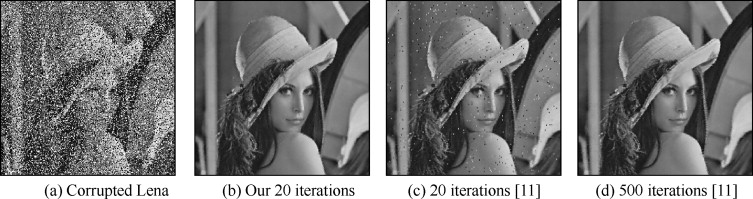 (a) Corrupted Lena
(b) Our 20 iterations
(c) 20 iterations [11]
(d) 500 iterations [11]